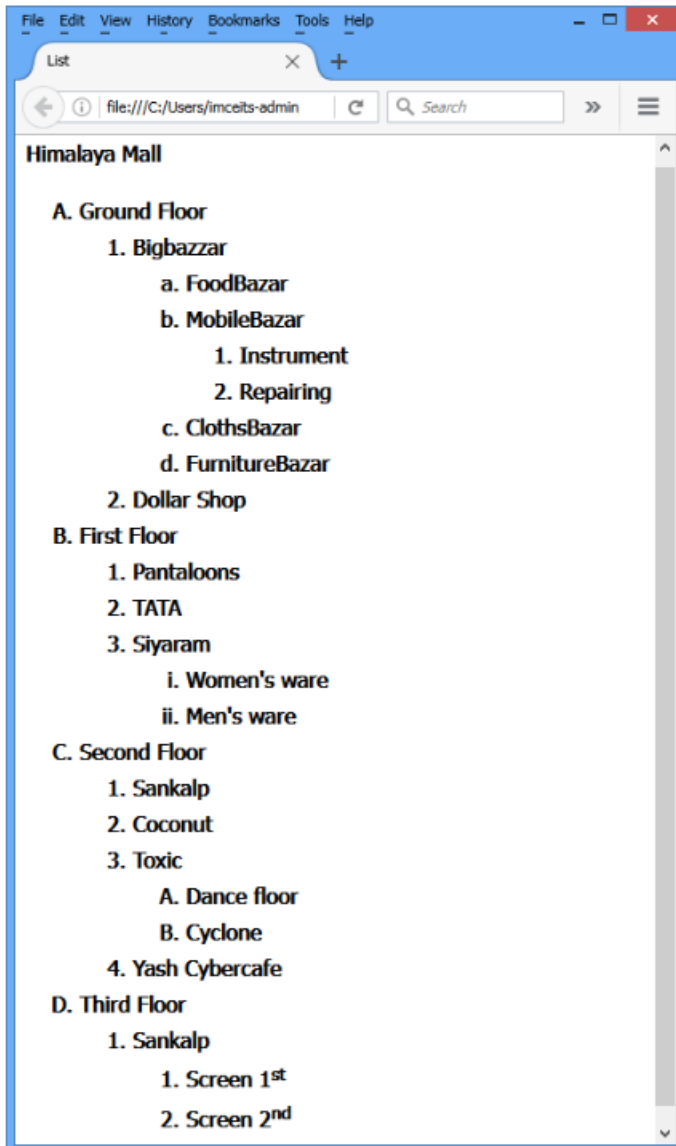 File Edit View History Bookmarks Tools Help
List
file:///C:/Users/imceits-admin
Search
Himalaya Mall
A. Ground Floor
1. Bigbazzar
a. FoodBazar
b. MobileBazar
1. Instrument
2. Repairing
c. ClothsBazar
d. FurnitureBazar
2. Dollar Shop
B. First Floor
1. Pantaloons
2. TATA
3. Siyaram
i. Women's ware
ii. Men's ware
C. Second Floor
1. Sankalp
2. Coconut
3. Toxic
A. Dance floor
B. Cyclone
4. Yash Cybercafe
D. Third Floor
1. Sankalp
1. Screen 1st
2. Screen 2nd